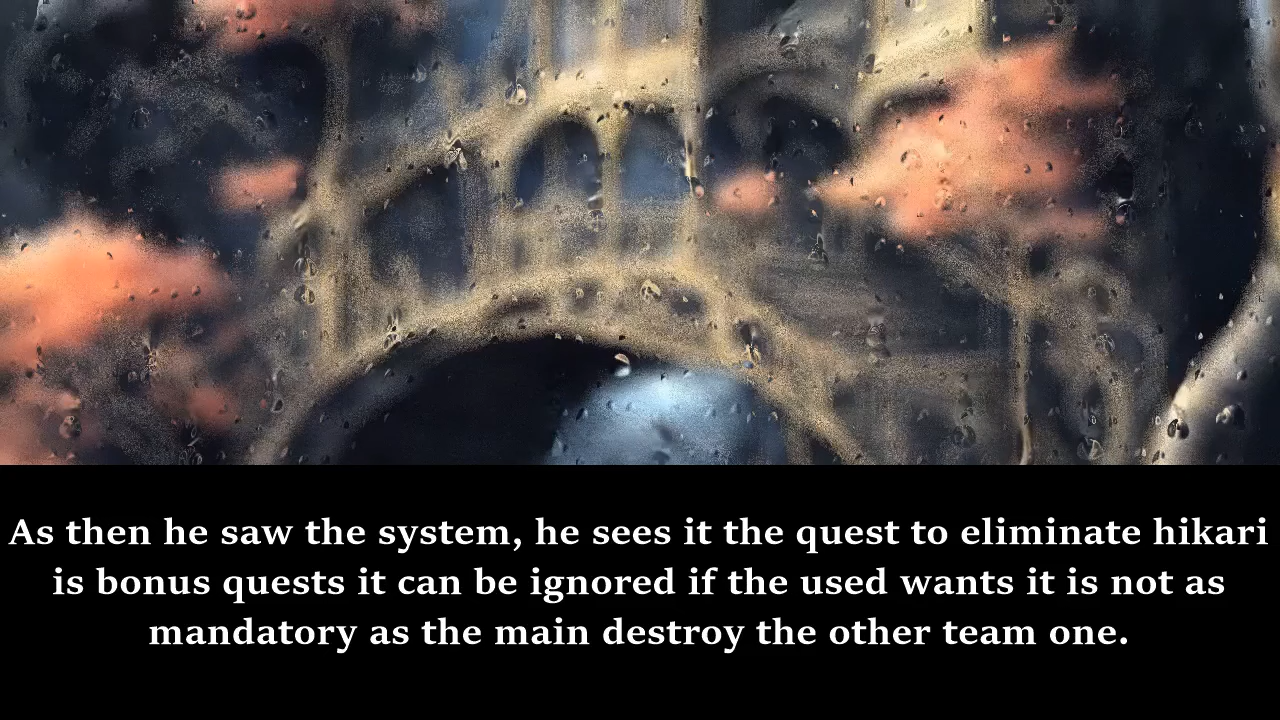 As then he saw the system, he sees it the quest to eliminate hikari
is bonus quests it can be ignored if the used wants it is not as
mandatory as the main destroy the other team one.